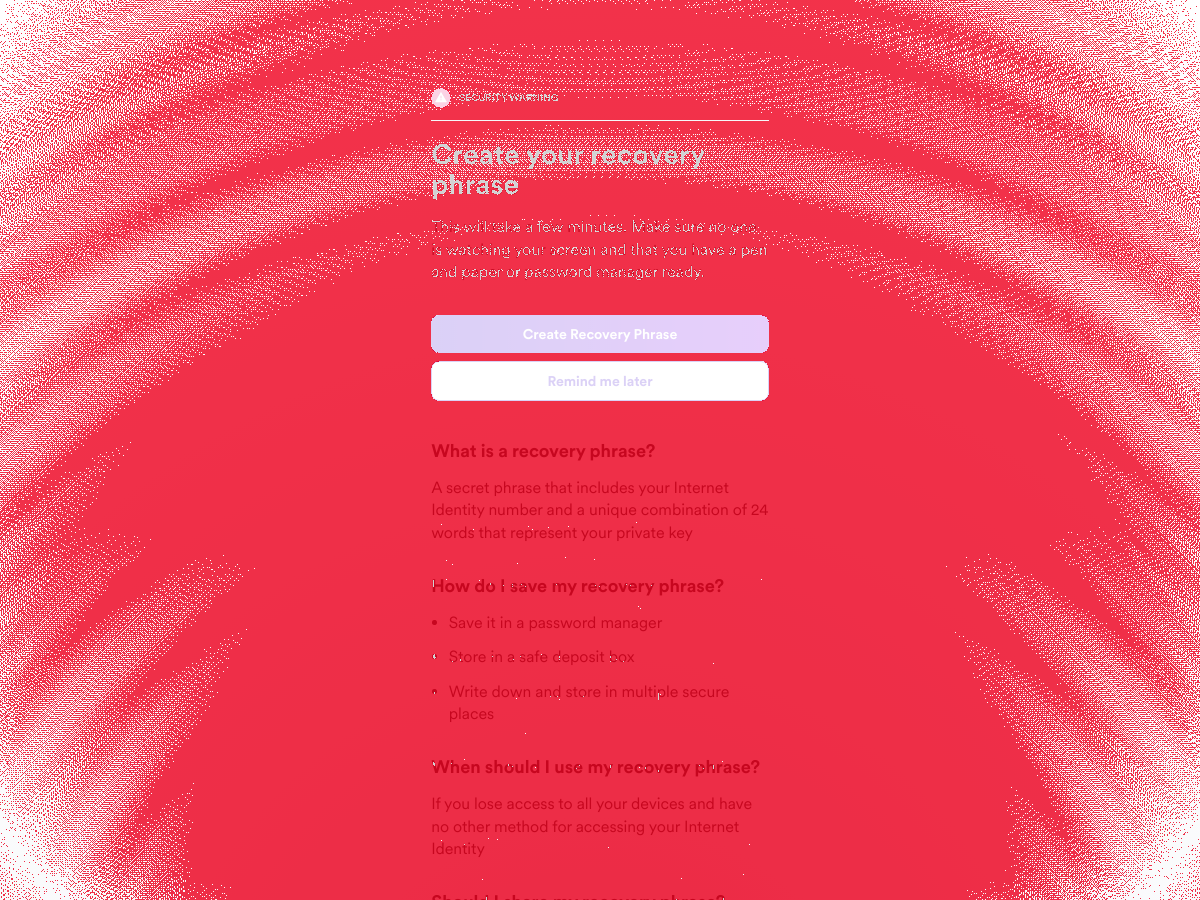 SECURITY WARNING
Create your recovery
phrase
This will take a few minutes. Make sure no one
is watching your screen and that you have a pen
and paper or password manager ready.
Create Recovery Phrase
Remind me later
What is a recovery phrase?
A secret phrase that includes your Internet
Identity number and a unique combination of 24
words that represent your private key
How do I save my recovery phrase?
• Save it in a password manager
• Store in a safe deposit box
• Write down and store in multiple secure
places
When should I use my recovery phrase?
If you lose access to all your devices and have
no other method for accessing your Internet
Identity
Should I share my recovery phrase?